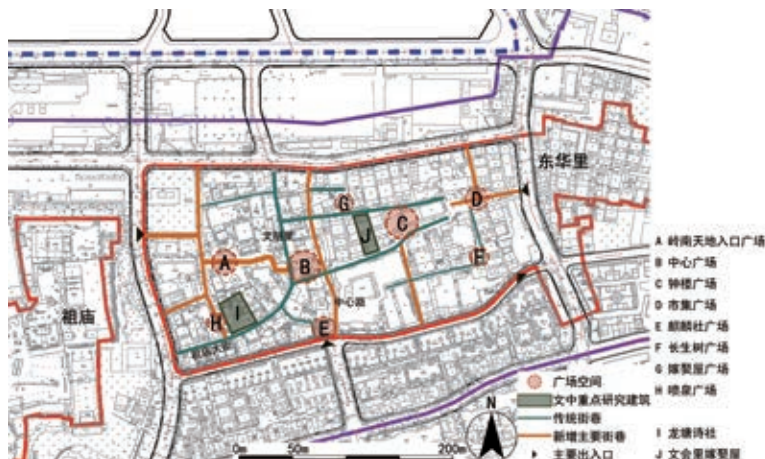 东华里
祖庙
文明里
中心路
A
B
C
D
E
F
G
H
I
J
A 岭南天地入口广场
B 中心广场
C 钟楼广场
D 市集广场
E 麒麟社广场
F 长生树广场
G 嫁娶屋广场
H 喷泉广场
I 龙塘诗社
J 文会里嫁娶屋
广场空间
文中重点研究建筑
传统街巷
新增主要街巷
主要出入口
N
0m 50m 200m